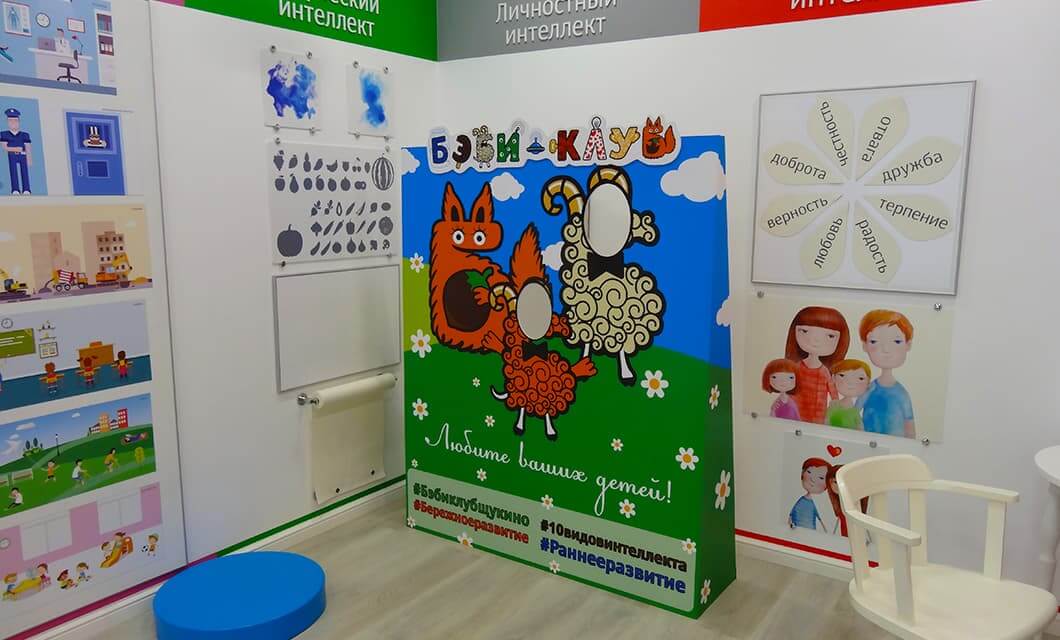 интеллект
Личностный
интеллект
БЭБИ-КЛУБ
честность
отвага
доброта
дружба
верность
терпение
любовь
радость
Любите ваших детей!
#Бэбиклубщукино
#Бережноеразвитие
#10видовинтеллекта
#Раннееразвитие